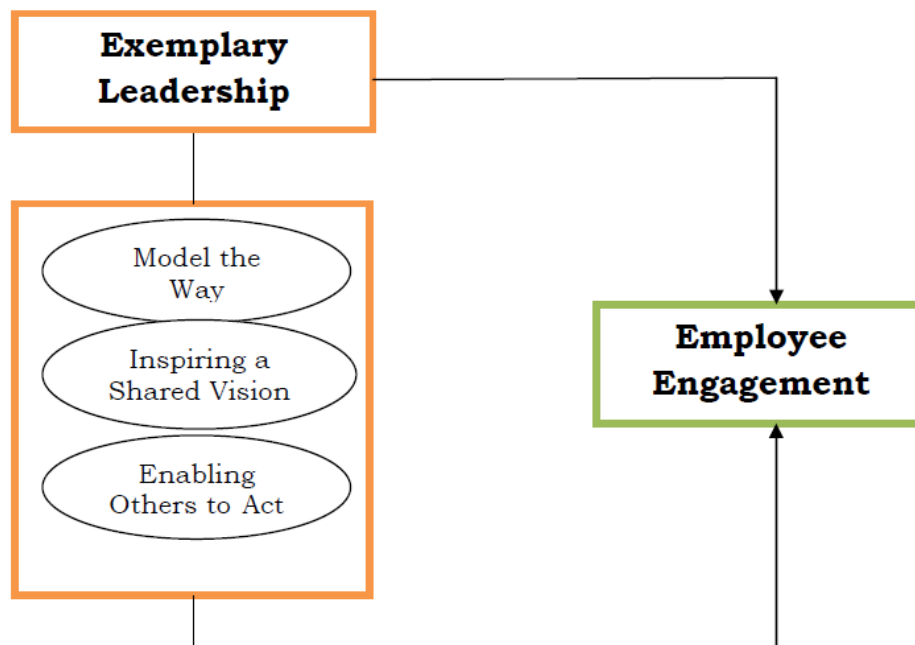 Exemplary
Leadership
Model the
Way
Inspiring a
Shared Vision
Enabling
Others to Act
Employee
Engagement